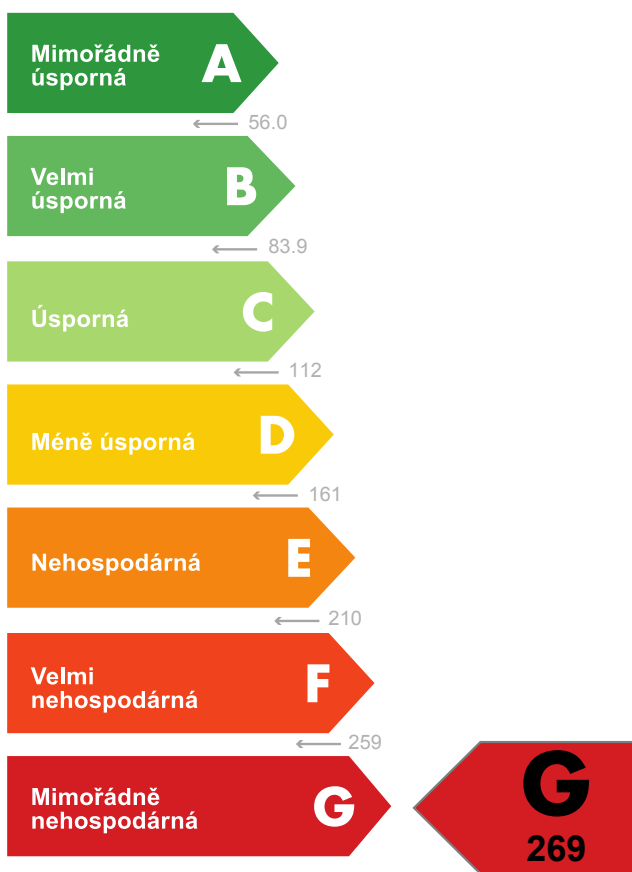 Mimořádně
úsporná
A
← 56.0
Velmi
úsporná
B
← 83.9
Úsporná C
← 112
Méně úsporná D
← 161
Nehospodárná E
← 210
Velmi
nehospodárná
F
← 259
Mimořádně
nehospodárná
G
G
269